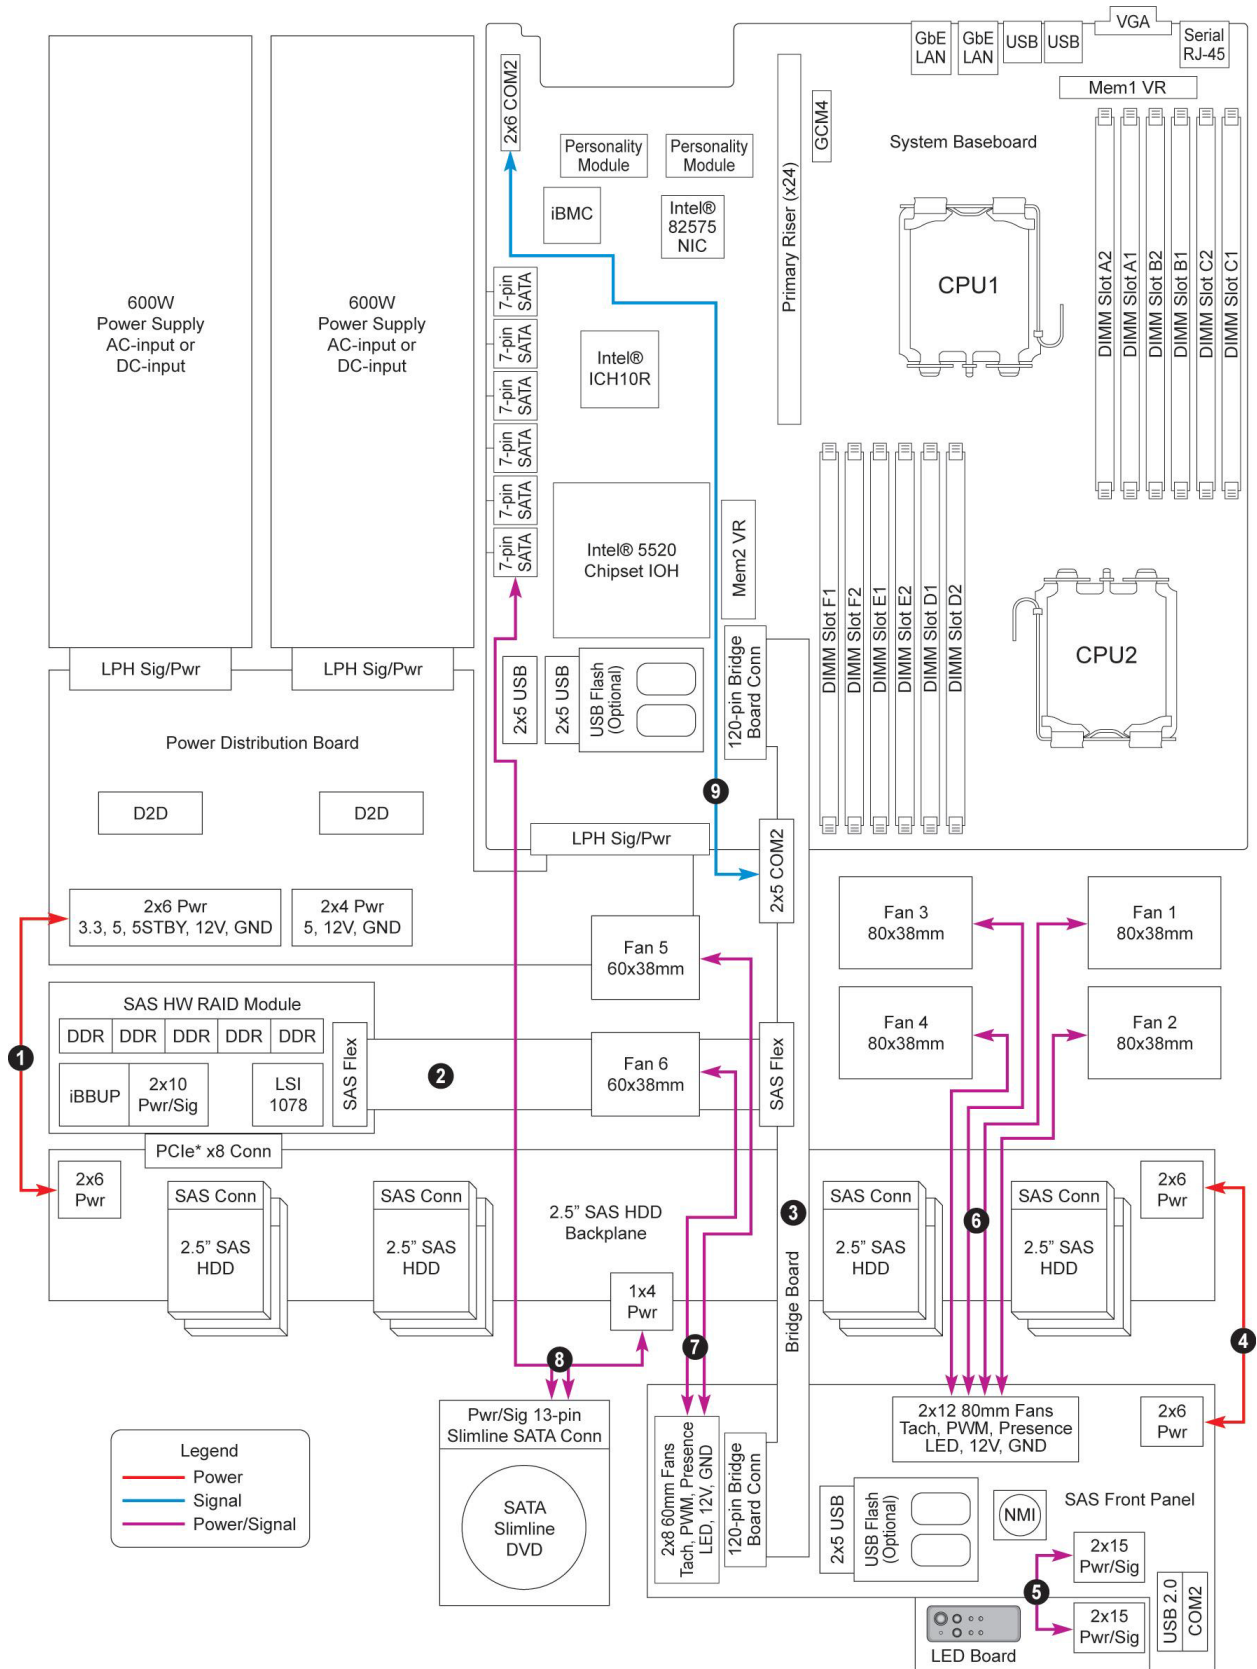 VGA
GbE
LAN
GbE
LAN
USB
USB
Serial
RJ-45
Mem1 VR
2x6 COM2
Personality
Module
Personality
Module
GCM4
System Baseboard
iBMC
Intel®
82575
NIC
Primary Riser (x24)
CPU1
DIMM Slot A2
DIMM Slot A1
DIMM Slot B2
DIMM Slot B1
DIMM Slot C2
DIMM Slot C1
600W
Power Supply
AC-input or
DC-input
600W
Power Supply
AC-input or
DC-input
7-pin
SATA
7-pin
SATA
7-pin
SATA
7-pin
SATA
7-pin
SATA
7-pin
SATA
Intel®
ICH10R
Intel® 5520
Chipset IOH
Mem2 VR
DIMM Slot F1
DIMM Slot F2
DIMM Slot E1
DIMM Slot E2
DIMM Slot D1
DIMM Slot D2
CPU2
LPH Sig/Pwr
LPH Sig/Pwr
2x5 USB
2x5 USB
USB Flash
(Optional)
120-pin Bridge
Board Conn
Power Distribution Board
D2D
D2D
9
LPH Sig/Pwr
2x5 COM2
2x6 Pwr
3.3, 5, 5STBY, 12V, GND
2x4 Pwr
5, 12V, GND
Fan 5
60x38mm
Fan 3
80x38mm
Fan 1
80x38mm
SAS HW RAID Module
DDR
DDR
DDR
DDR
DDR
iBBUP
2x10
Pwr/Sig
LSI
1078
SAS Flex
1
2
Fan 6
60x38mm
SAS Flex
Fan 4
80x38mm
Fan 2
80x38mm
PCIe* x8 Conn
2x6
Pwr
SAS Conn
2.5” SAS
HDD
SAS Conn
2.5” SAS
HDD
2.5” SAS HDD
Backplane
3
Bridge Board
SAS Conn
2.5” SAS
HDD
6
SAS Conn
2.5” SAS
HDD
2x6
Pwr
1x4
Pwr
7
8
4
Pwr/Sig 13-pin
Slimline SATA Conn
SATA
Slimline
DVD
2x8 60mm Fans
Tach, PWM, Presence
LED, 12V, GND
120-pin Bridge
Board Conn
2x12 80mm Fans
Tach, PWM, Presence
LED, 12V, GND
2x6
Pwr
Legend
Power
Signal
Power/Signal
2x5 USB
USB Flash
(Optional)
NMI
SAS Front Panel
2x15
Pwr/Sig
5
2x15
Pwr/Sig
USB 2.0
COM2
LED Board